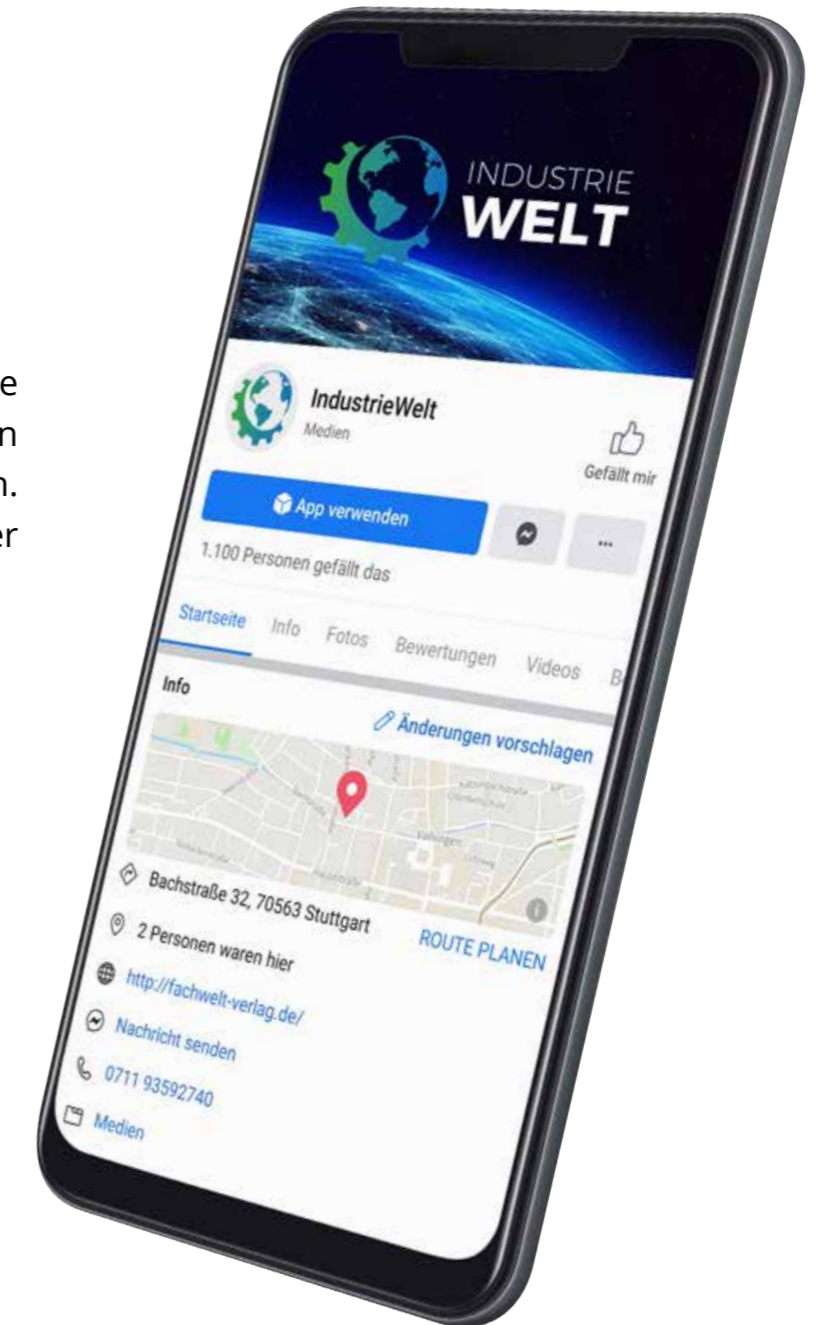 e
n
n.
er
INDUSTRIE
WELT
IndustrieWelt
Medien
Gefällt mir
App verwenden
...
1.100 Personen gefällt das
Startseite Info Fotos Bewertungen Videos
Info
Änderungen vorschlagen
Bachstraße 32, 70563 Stuttgart
ROUTE PLANEN
2 Personen waren hier
http://fachwelt-verlag.de/
Nachricht senden
0711 93592740
Medien